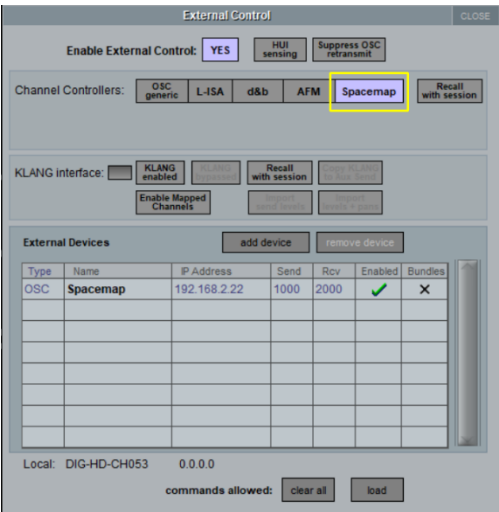 External Control
CLOSE
Enable External Control: YES
HUI
sensing
Suppress OSC
retransmit
Channel Controllers:
OSC
generic
L-ISA
d&b
AFM
Spacemap
Recall
with session
KLANG interface:
KLANG
enabled
KLANG
bypassed
Recall
with session
Copy KLANG
to Aux Send
Enable Mapped
Channels
Import
send levels
Import
levels + pans
External Devices
add device
remove device
Type Name IP Address Send Rcv Enabled Bundles
OSC Spacemap 192.168.2.22 1000 2000
Local: DIG-HD-CH053 0.0.0.0
commands allowed: clear all load